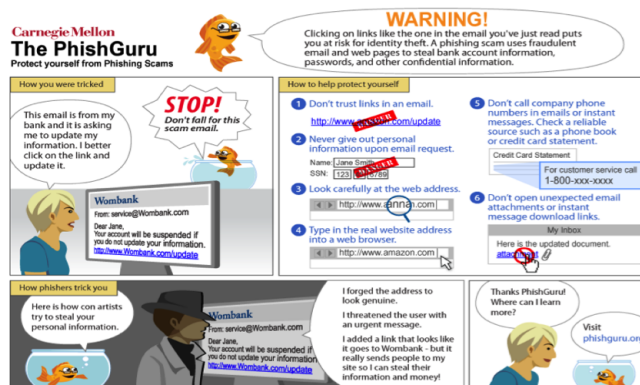 Carnegie Mellon
The PhishGuru
Protect yourself from Phishing Scams
WARNING!
Clicking on links like the one in the email you've just read puts
you at risk for identity theft. A phishing scam uses fraudulent
email and web pages to steal bank account information,
passwords, and other confidential information.
How you were tricked
This email is from my
bank and it is asking
me to update my
information. I better
click on the link and
update it.
STOP!
Don't fall for this
scam email.
Wombank
From: service@Wombank.com
Dear Jane,
Your account will be suspended if
you do not update your information.
http://www.Wombank.com/update
How to help protect yourself
1 Don't trust links in an email.
http://www.amazon.com/update
DANGER
2 Never give out personal
information upon email request.
Name: Jane Smith
SSN: 123 6789
DANGER
3 Look carefully at the web address.
http://www.annazon.com
4 Type in the real website address
into a web browser.
http://www.amazon.com
5 Don't call company phone
numbers in emails or instant
messages. Check a reliable
source such as a phone book
or credit card statement.
Credit Card Statement
For customer service call
1-800-xxx-xxxx
6 Don't open unexpected email
attachments or instant
message download links.
My Inbox
Here is the updated document.
attachment
How phishers trick you
Here is how con artists
try to steal your
personal information.
Wombank
From: service@Wombank.com
Dear Jane,
Your account will be suspended if
you do not update your information
http://www.Wombank.com/update
I forged the address to
look genuine.
I threatened the user with
an urgent message.
I added a link that looks like
it goes to Wombank - but it
really sends people to my
site so I can steal their
information and money!
Thanks PhishGuru!
Where can I learn
more?
Visit
phishguru.org